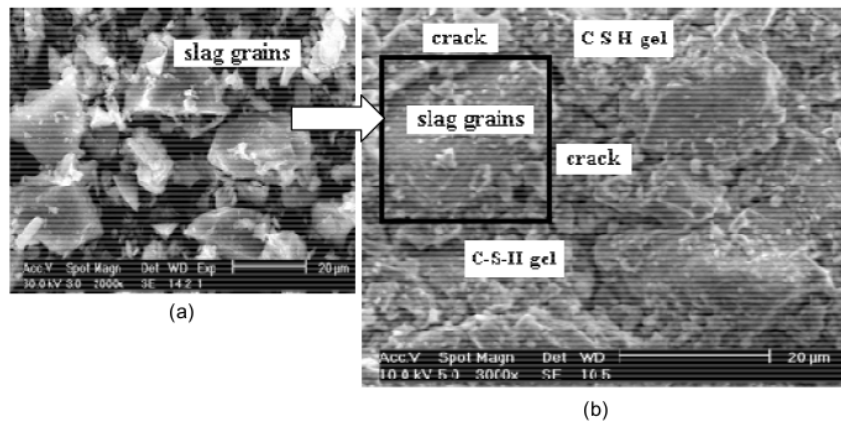 slag grains
Acc.V Spot Magn Det WD Exp 20 µm
30.0 kV 3.0 2000x SE 14.2 1
(a)
crack
C S H gel
slag grains
crack
C-S-H gel
Acc.V Spot Magn Det WD 20 µm
10.0 kV 5.0 3000x SE 10.5
(b)